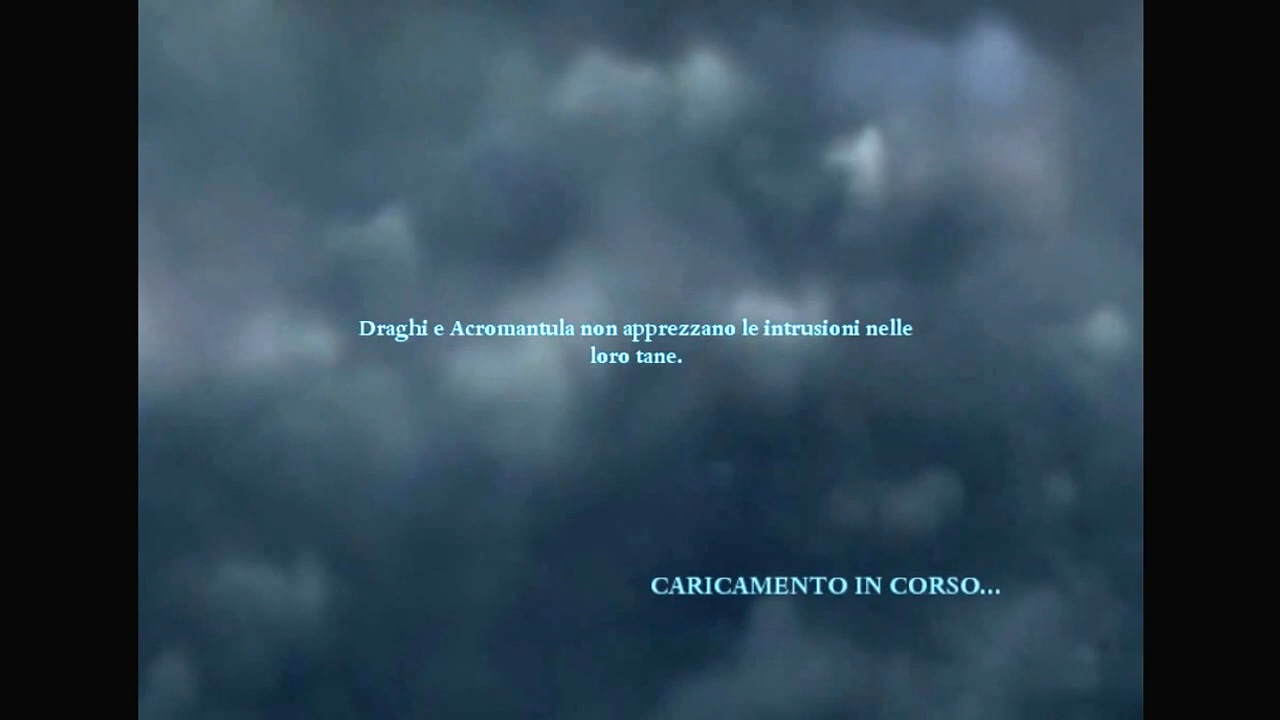 Draghi e Acromantula non apprezzano le intrusioni nelle
loro tane.
CARICAMENTO IN CORSO...